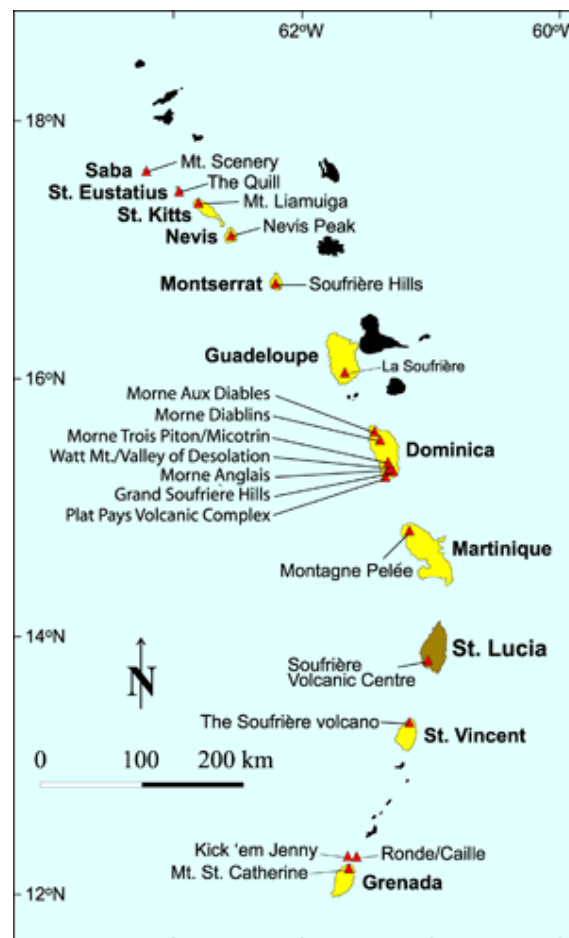 62ºW
60ºW
18ºN
Saba
Mt. Scenery
St. Eustatius
The Quill
St. Kitts
Mt. Liamuiga
Nevis
Nevis Peak
Montserrat
Soufrière Hills
Guadeloupe
16ºN
La Soufrière
Morne Aux Diables
Morne Diablins
Morne Trois Piton/Micotrin
Watt Mt./Valley of Desolation
Morne Anglais
Grand Soufriere Hills
Plat Pays Volcanic Complex
Dominica
Martinique
Montagne Pelée
14ºN
St. Lucia
Soufrière
Volcanic Centre
N
The Soufrière volcano
St. Vincent
0 100 200 km
Kick 'em Jenny
Ronde/Caille
Mt. St. Catherine
Grenada
12ºN